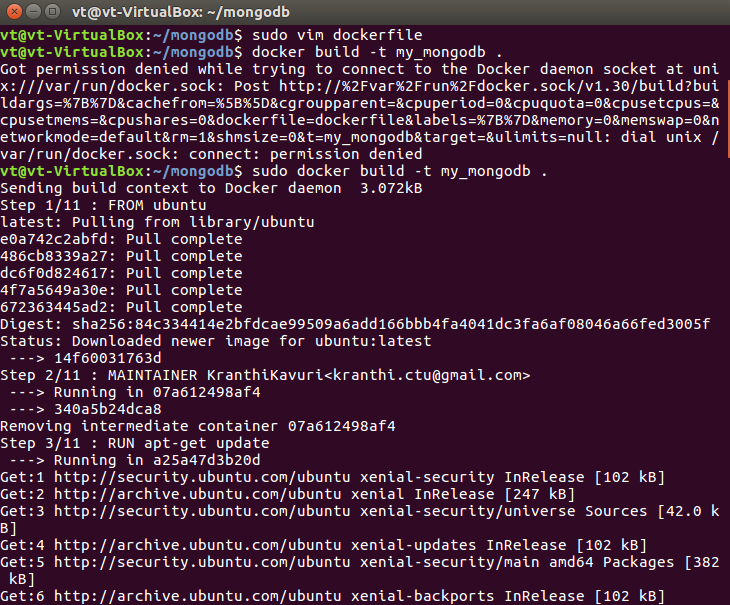 vt@vt-VirtualBox: ~/mongodb
vt@vt-VirtualBox:~/mongodb$ sudo vim dockerfile
vt@vt-VirtualBox:~/mongodb$ docker build -t my_mongodb .
Got permission denied while trying to connect to the Docker daemon socket at uni
x:///var/run/docker.sock: Post http://%2Fvar%2Frun%2Fdocker.sock/v1.30/build?bui
ldargs=%7B%7D&cachefrom=%5B%5D&cgroupparent=&cpuperiod=0&cpuquota=0&cpusetcpus=&
cpusetmems=&cpushares=0&dockerfile=dockerfile&labels=%7B%7D&memory=0&memswap=0&n
etworkmode=default&rm=1&shmsize=0&t=my_mongodb&target=&ulimits=null: dial unix /
var/run/docker.sock: connect: permission denied
vt@vt-VirtualBox:~/mongodb$ sudo docker build -t my_mongodb .
Sending build context to Docker daemon  3.072kB
Step 1/11 : FROM ubuntu
latest: Pulling from library/ubuntu
e0a742c2abfd: Pull complete
486cb8339a27: Pull complete
dc6f0d824617: Pull complete
4f7a5649a30e: Pull complete
672363445ad2: Pull complete
Digest: sha256:84c334414e2bfdcae99509a6add166bbb4fa4041dc3fa6af08046a66fed3005f
Status: Downloaded newer image for ubuntu:latest
 ---> 14f60031763d
Step 2/11 : MAINTAINER KranthiKavuri<kranthi.ctu@gmail.com>
 ---> Running in 07a612498af4
 ---> 340a5b24dca8
Removing intermediate container 07a612498af4
Step 3/11 : RUN apt-get update
 ---> Running in a25a47d3b20d
Get:1 http://security.ubuntu.com/ubuntu xenial-security InRelease [102 kB]
Get:2 http://archive.ubuntu.com/ubuntu xenial InRelease [247 kB]
Get:3 http://security.ubuntu.com/ubuntu xenial-security/universe Sources [42.0 k
B]
Get:4 http://archive.ubuntu.com/ubuntu xenial-updates InRelease [102 kB]
Get:5 http://security.ubuntu.com/ubuntu xenial-security/main amd64 Packages [382
 kB]
Get:6 http://archive.ubuntu.com/ubuntu xenial-backports InRelease [102 kB]